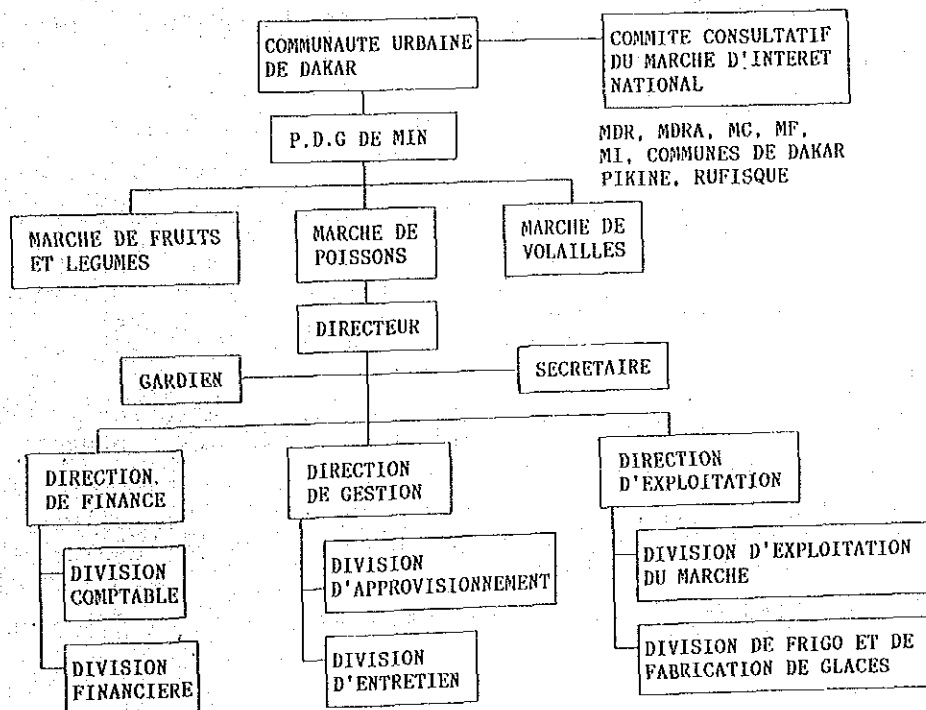 COMMUNAUTE URBAINE
DE DAKAR
COMMITE CONSULTATIF
DU MARCHE D'INTERET
NATIONAL
P.D.G DE MIN
MDR, MDRA, MC, MF,
MI, COMMUNES DE DAKAR
PIKINE, RUFISQUE
MARCHE DE FRUITS
ET LEGUMES
MARCHE DE
POISSONS
MARCHE DE
VOLAILLES
DIRECTEUR
GARDIEN
SECRETAIRE
DIRECTION
DE FINANCE
DIRECTION
DE GESTION
DIRECTION
D'EXPLOITATION
DIVISION
COMPTABLE
DIVISION
D'APPROVISIONNEMENT
DIVISION D'EXPLOITATION
DU MARCHE
DIVISION
FINANCIERE
DIVISION
D'ENTRETIEN
DIVISION DE FRIGO ET DE
FABRICATION DE GLACES